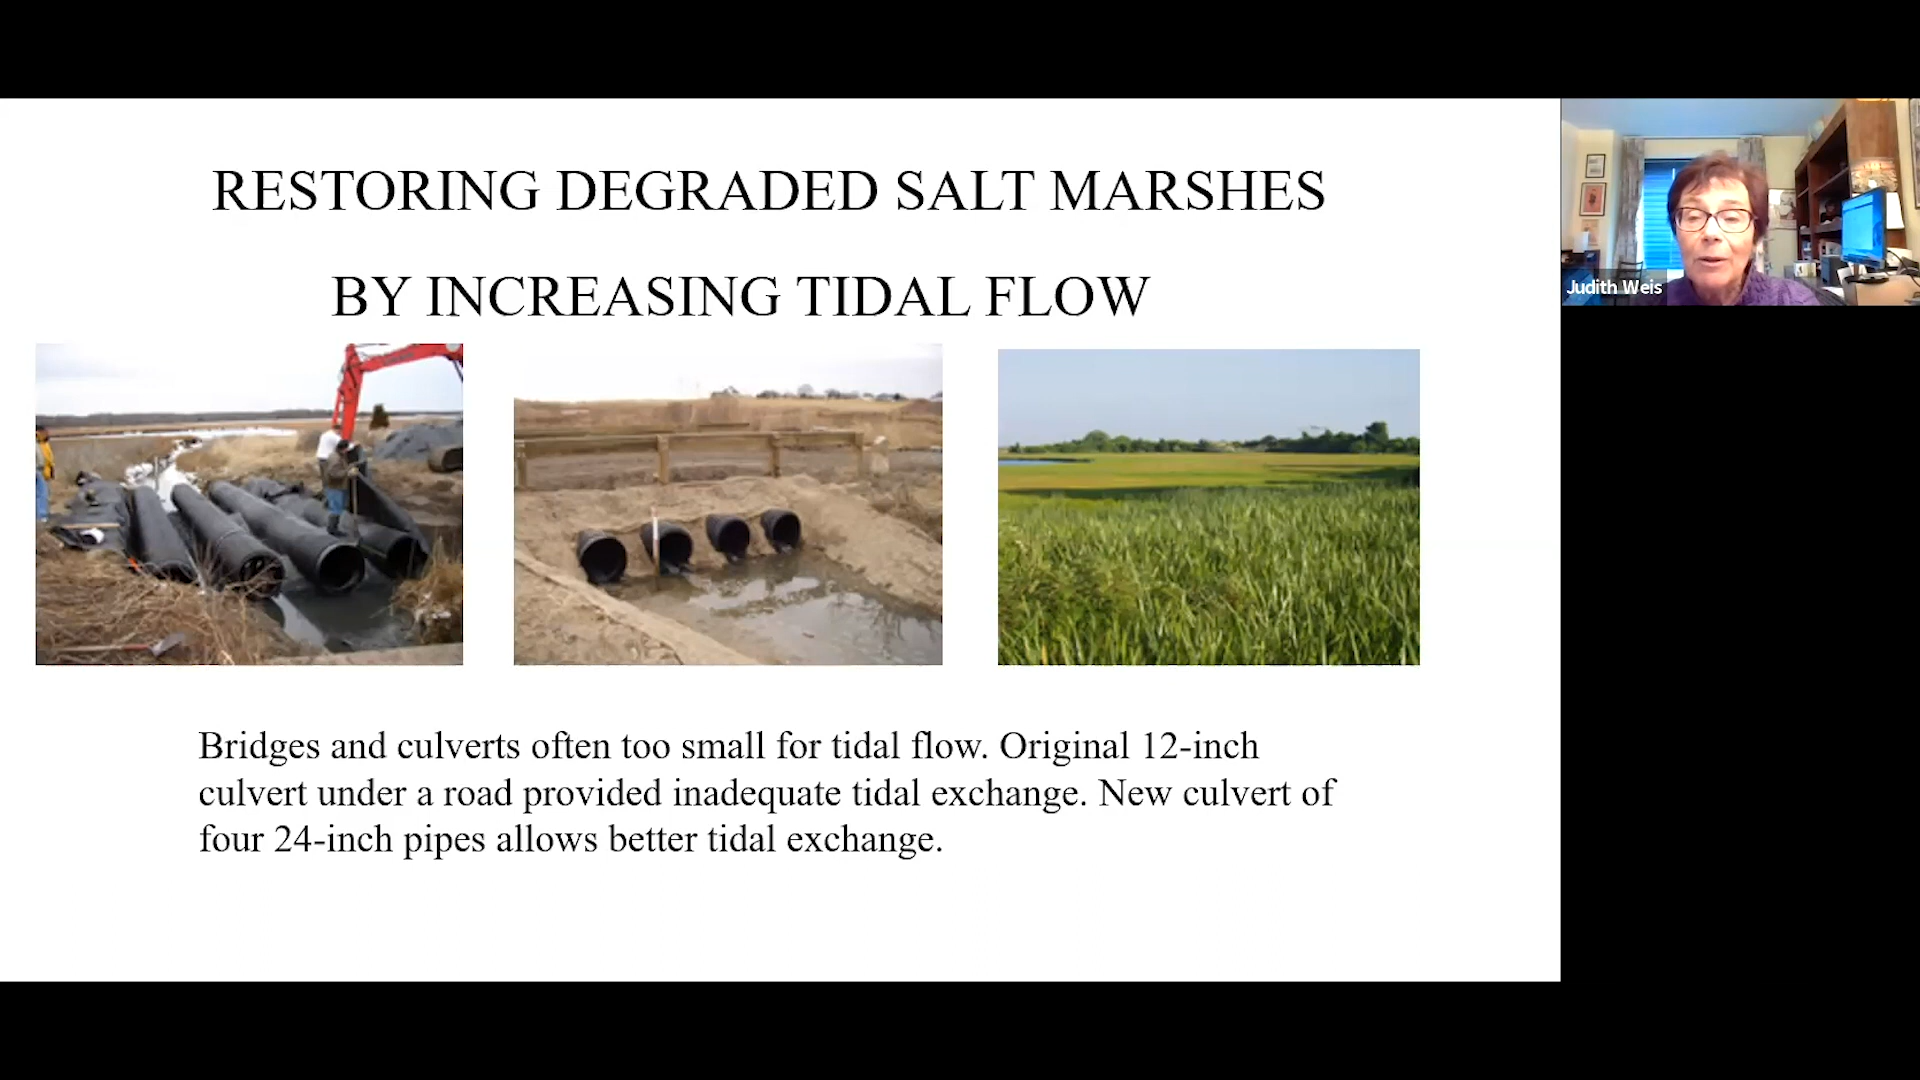 RESTORING DEGRADED SALT MARSHES
BY INCREASING TIDAL FLOW
Judith Weis
Bridges and culverts often too small for tidal flow. Original 12-inch
culvert under a road provided inadequate tidal exchange. New culvert of
four 24-inch pipes allows better tidal exchange.